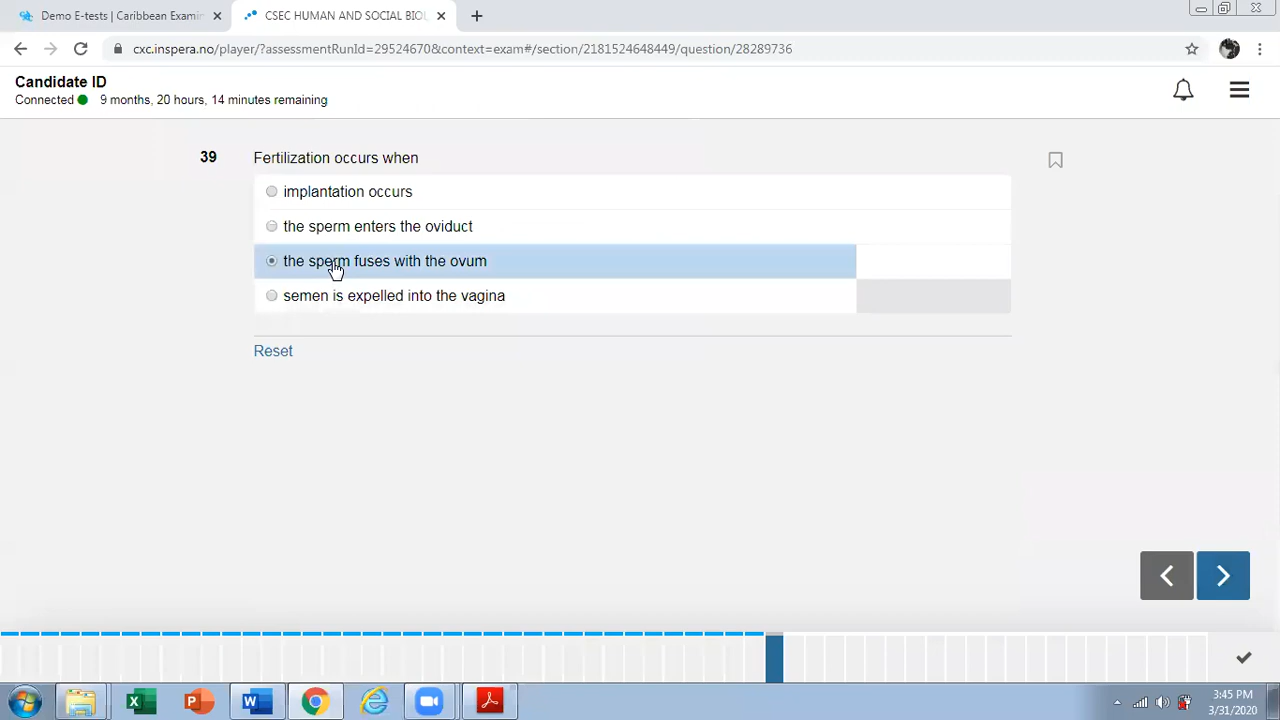 Demo E-tests | Caribbean Examin
CSEC HUMAN AND SOCIAL BIOL
cxc.inspera.no/player/?assessmentRunId=29524670&context=exam#/section/2181524648449/question/28289736
Candidate ID
Connected 9 months, 20 hours, 14 minutes remaining
39 Fertilization occurs when
implantation occurs
the sperm enters the oviduct
the sperm fuses with the ovum
semen is expelled into the vagina
Reset
3:45 PM
3/31/2020